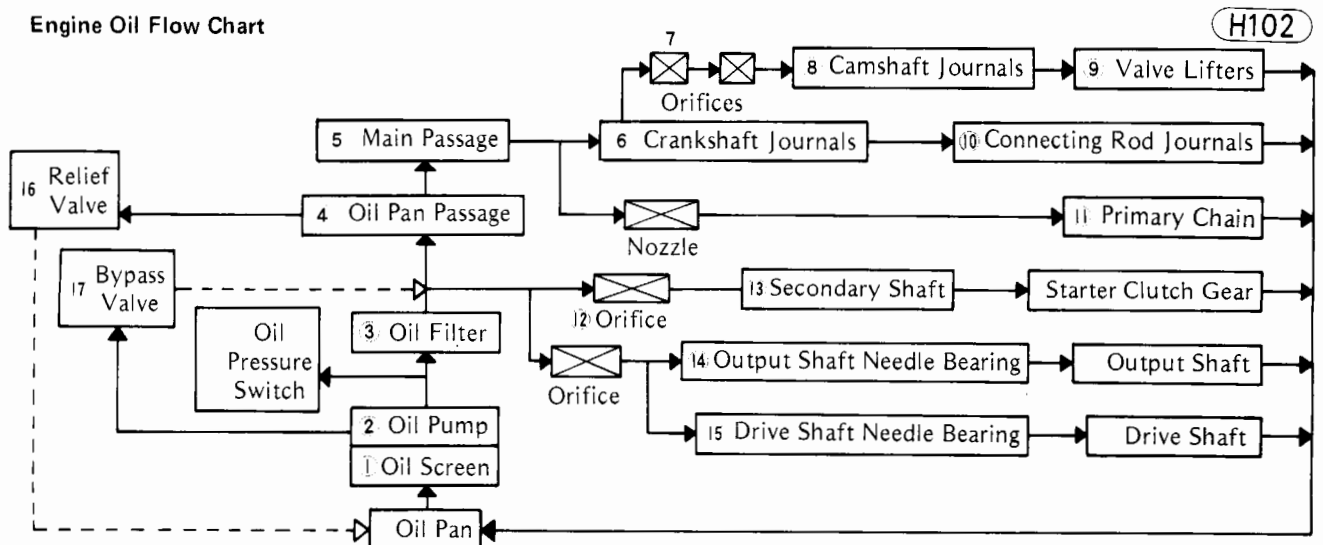 Engine Oil Flow Chart
H102
7
Orifices
8 Camshaft Journals
9 Valve Lifters
5 Main Passage
6 Crankshaft Journals
10 Connecting Rod Journals
16 Relief
Valve
4 Oil Pan Passage
Nozzle
11 Primary Chain
17 Bypass
Valve
12 Orifice
13 Secondary Shaft
Starter Clutch Gear
3 Oil Filter
Oil
Pressure
Switch
Orifice
14 Output Shaft Needle Bearing
Output Shaft
2 Oil Pump
15 Drive Shaft Needle Bearing
Drive Shaft
1 Oil Screen
Oil Pan